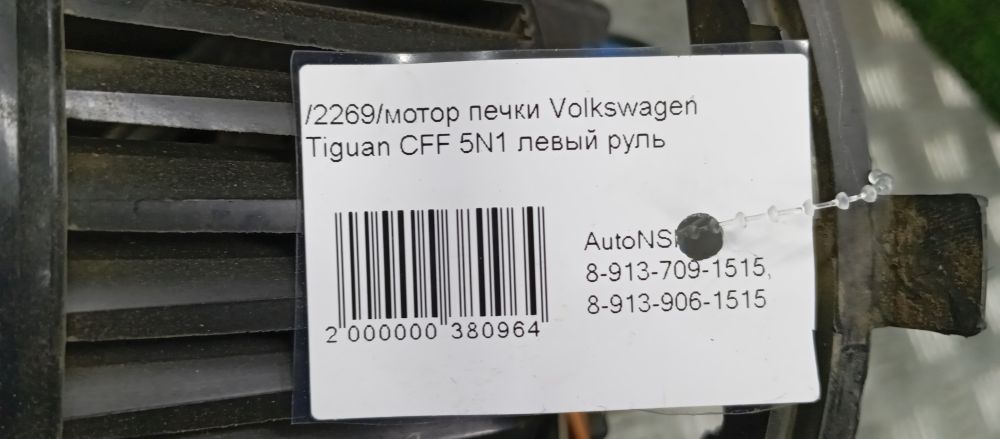 /2269/мотор печки Volkswagen
Tiguan CFF 5N1 левый руль
2 000000 380964
8-913-709-1515,
8-913-906-1515